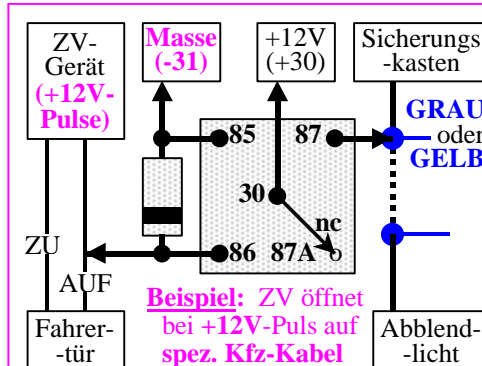 ZV-
Gerät
(+12V-
Pulse)
Masse
(-31)
+12V
(+30)
Sicherungs
-kasten
GRAU
oder
GELB
85
87
30
nc
86
87A
ZU
AUF
Beispiel: ZV öffnet
bei +12V-Puls auf
spez. Kfz-Kabel
Fahrer-
-tür
Abblend-
-licht